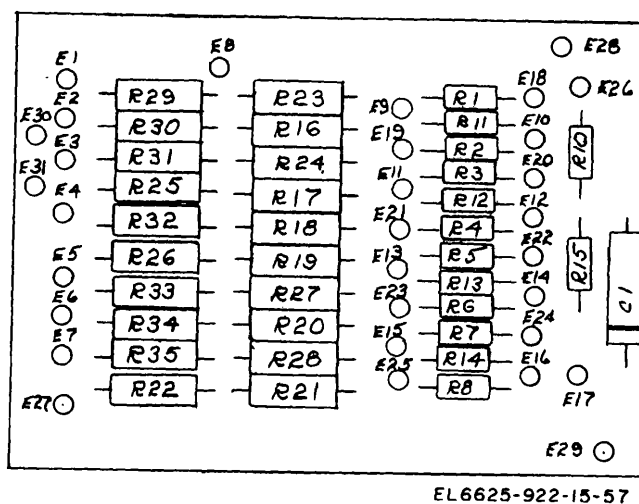 E1
E8
E28
E2
R29
R23
R1
E18
E26
E30
R30
R16
E9
R11
E10
E3
R31
R24
E19
R2
R10
E31
R25
E11
R3
E20
E4
R17
R12
E12
R32
R18
E21
R4
E5
R26
R19
E13
R5
E22
R15
E6
R33
R27
R13
E14
C1
E23
R6
E7
R34
R20
E15
R7
E24
R35
R28
E25
R14
E16
R22
R21
R8
E17
E27
E29
EL6625-922-15-57